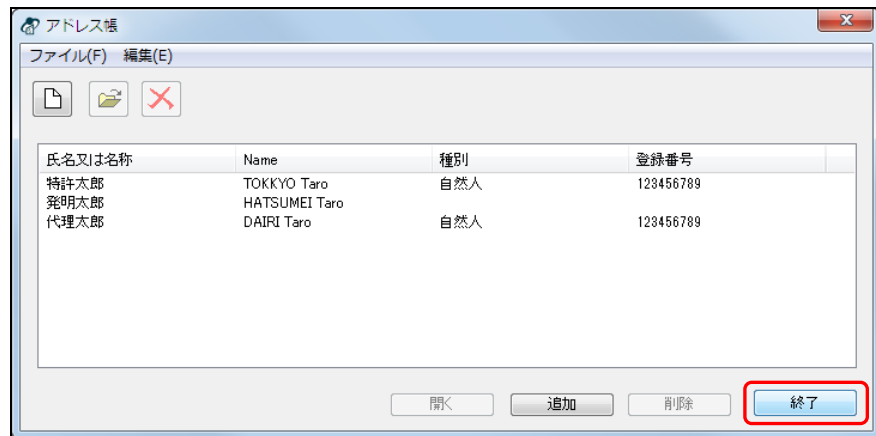 アドレス帳
ファイル(F) 編集(E)
氏名又は名称 Name 種別 登録番号
特許太郎 TOKKYO Taro 自然人 123456789
発明太郎 HATSUMEI Taro
代理太郎 DAIRI Taro 自然人 123456789
開く 追加 削除 終了